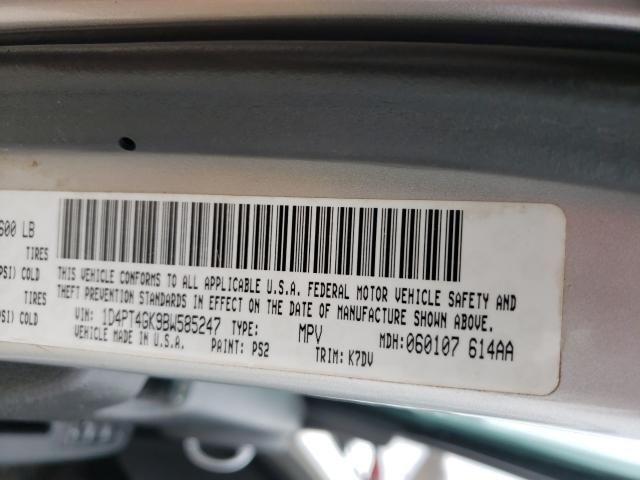 600 LB
TIRES
PSI) COLD
TIRES
PSI) COLD
THIS VEHICLE CONFORMS TO ALL APPLICABLE U.S.A. FEDERAL MOTOR VEHICLE SAFETY AND
THEFT PREVENTION STANDARDS IN EFFECT ON THE DATE OF MANUFACTURE SHOWN ABOVE.
VIN: 1D4PT4GK9BW585247 TYPE: MPV MDH:060107 614AA
VEHICLE MADE IN U.S.A. PAINT: PS2 TRIM: K7DV